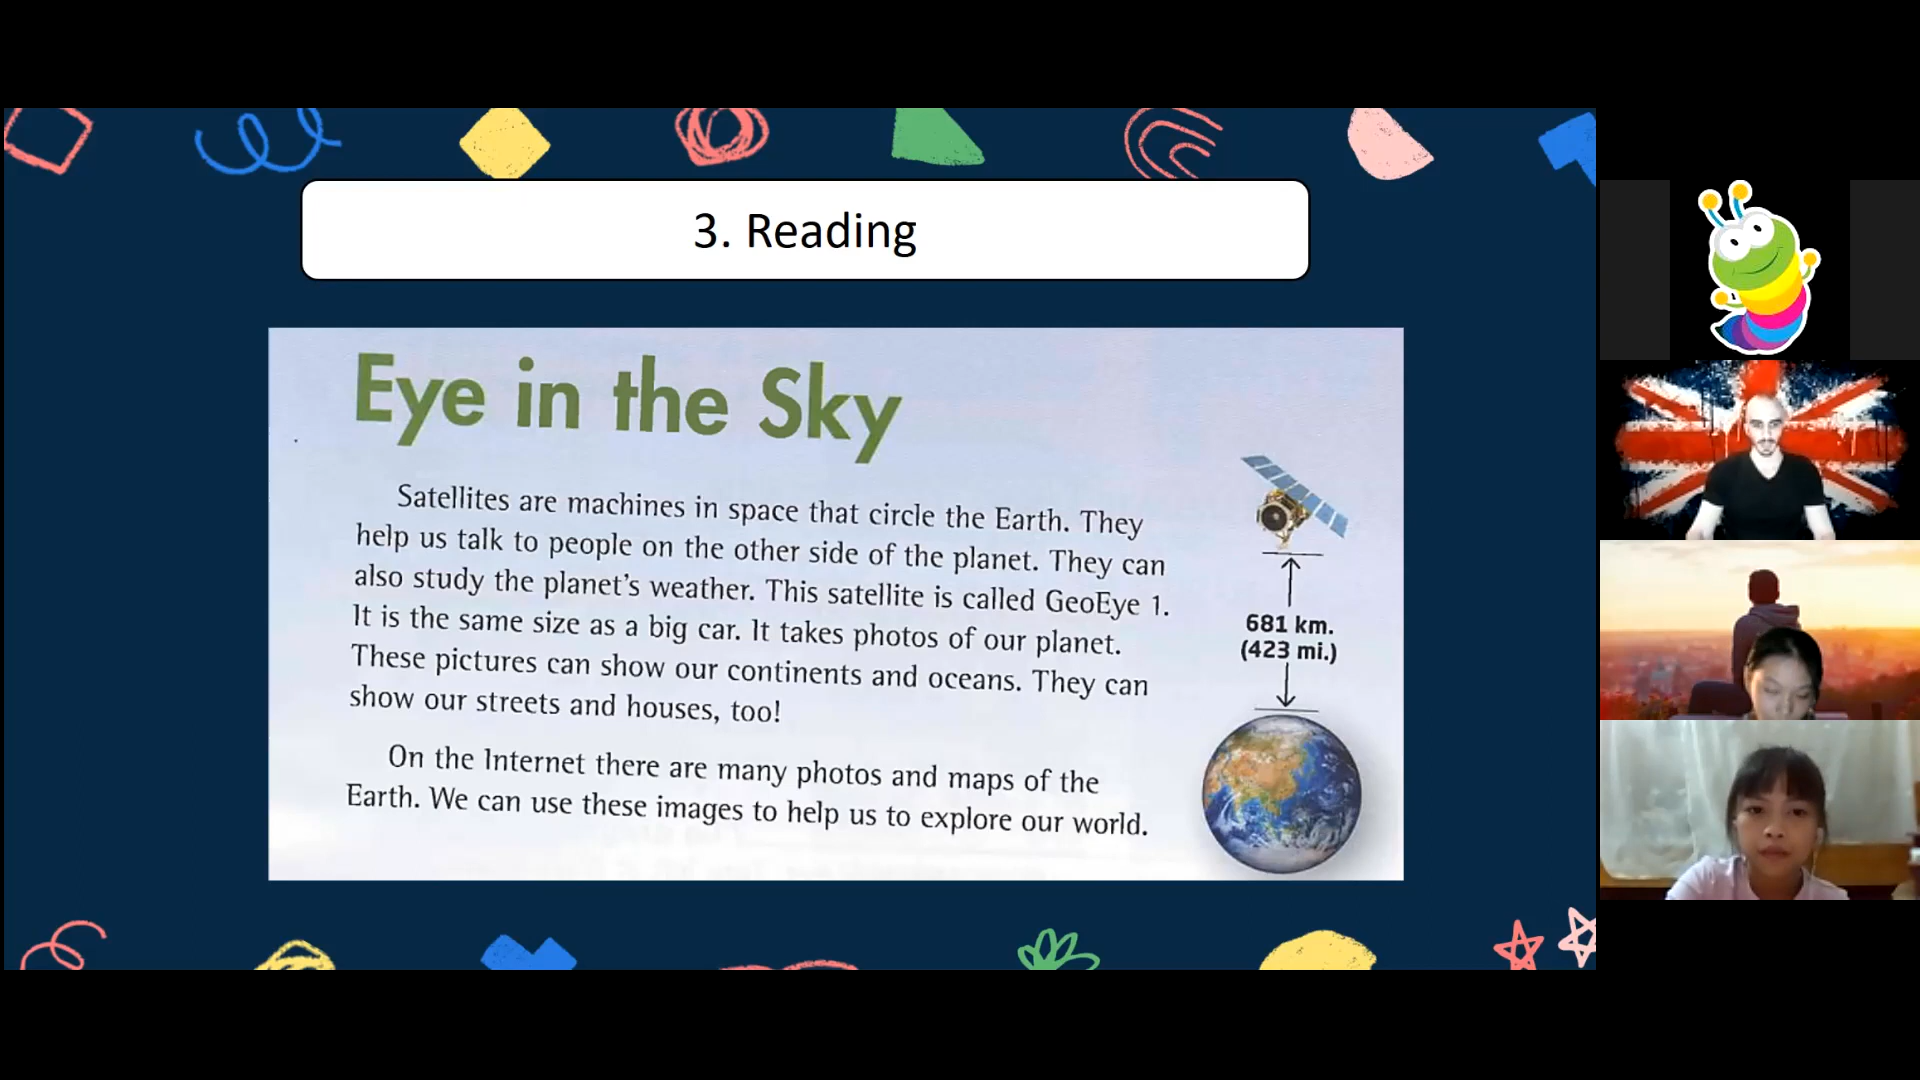 3. Reading
Eye in the Sky
Satellites are machines in space that circle the Earth. They
help us talk to people on the other side of the planet. They can
also study the planet's weather. This satellite is called GeoEye 1.
It is the same size as a big car. It takes photos of our planet.
These pictures can show our continents and oceans. They can
show our streets and houses, too!
On the Internet there are many photos and maps of the
Earth. We can use these images to help us to explore our world.
681 km.
(423 mi.)